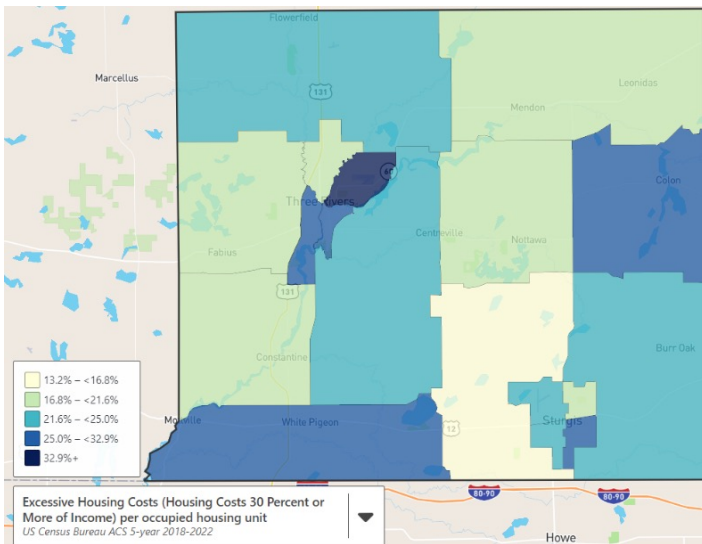 Flowerfield
Marcellus
131
Leonidas
Mendon
60
Three Rivers
Colon
Centreville
Nottawa
Fabius
131
Constantine
Burr Oak
13.2% – <16.8%
16.8% – <21.6%
21.6% – <25.0%
25.0% – <32.9%
32.9%+
Mottville
White Pigeon
12
Sturgis
80-90
80-90
Excessive Housing Costs (Housing Costs 30 Percent or
More of Income) per occupied housing unit
US Census Bureau ACS 5-year 2018-2022
Howe